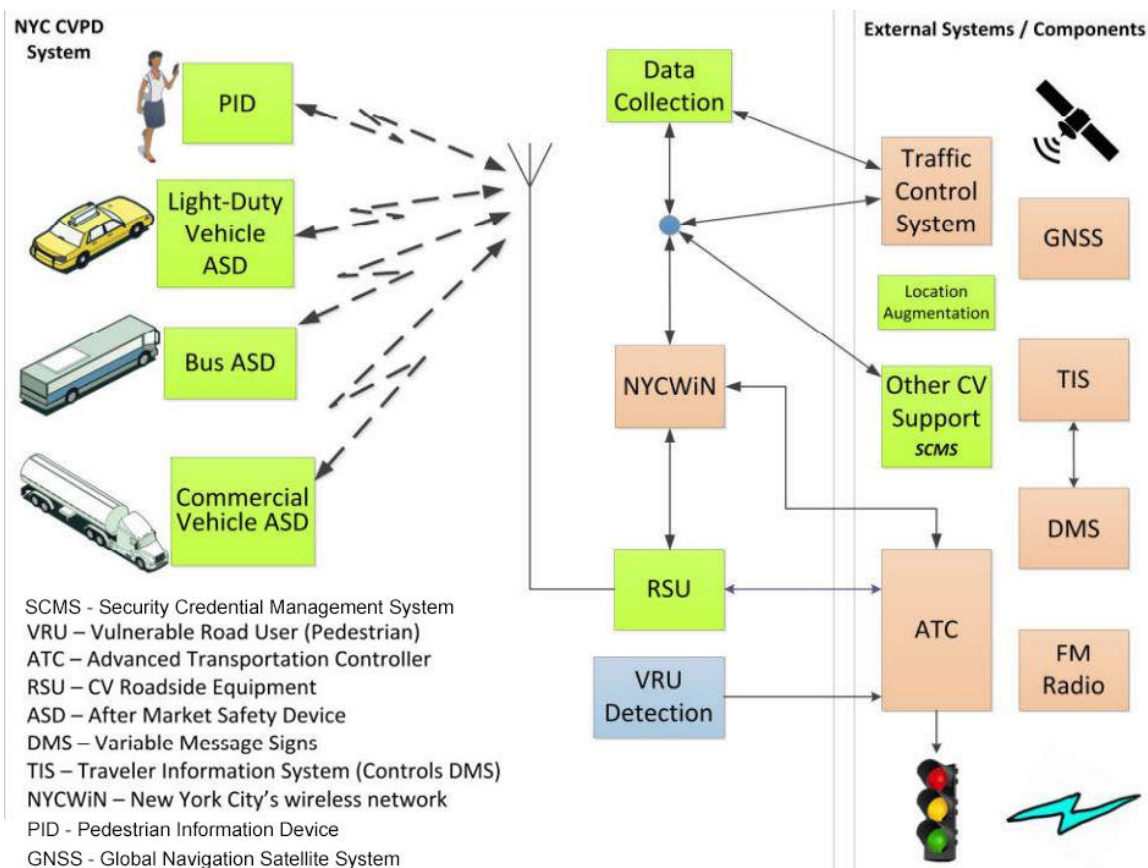 NYC CVPD
System
External Systems / Components
PID
Data
Collection
Traffic
Control
System
Light-Duty
Vehicle
ASD
GNSS
Location
Augmentation
Bus ASD
NYCWiN
Other CV
Support
SCMS
TIS
Commercial
Vehicle ASD
DMS
RSU
ATC
VRU
Detection
FM
Radio
SCMS - Security Credential Management System
VRU – Vulnerable Road User (Pedestrian)
ATC – Advanced Transportation Controller
RSU – CV Roadside Equipment
ASD – After Market Safety Device
DMS – Variable Message Signs
TIS – Traveler Information System (Controls DMS)
NYCWiN – New York City's wireless network
PID - Pedestrian Information Device
GNSS - Global Navigation Satellite System